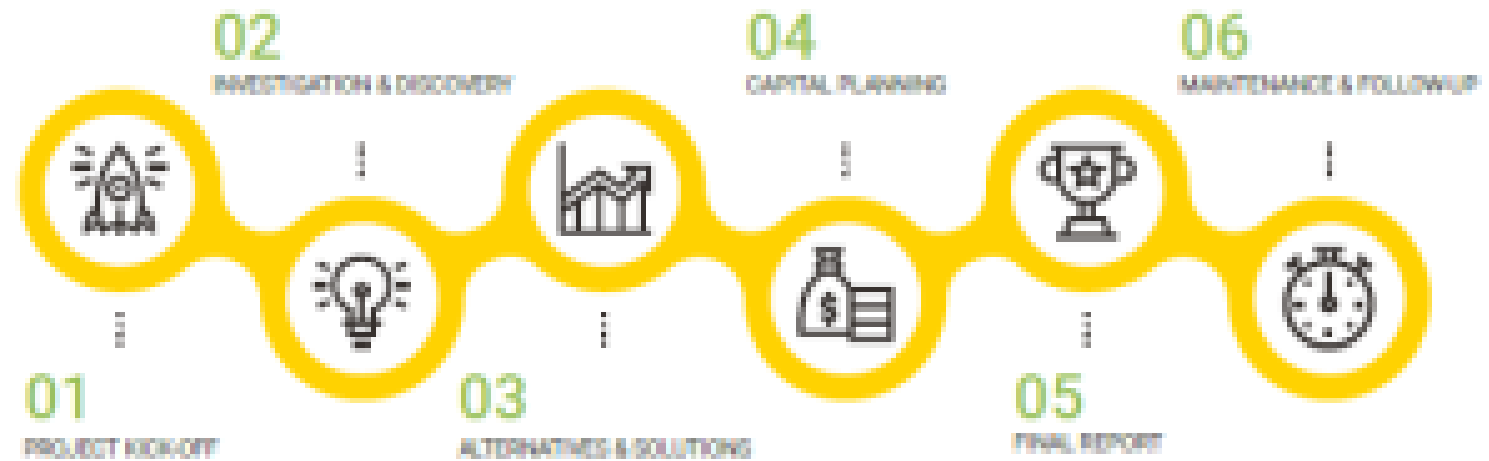 01
PROJECT KICK-OFF
02
INVESTIGATION & DISCOVERY
03
ALTERNATIVES & SOLUTIONS
04
CAPITAL PLANNING
05
FINAL REPORT
06
MAINTENANCE & FOLLOW-UP
$